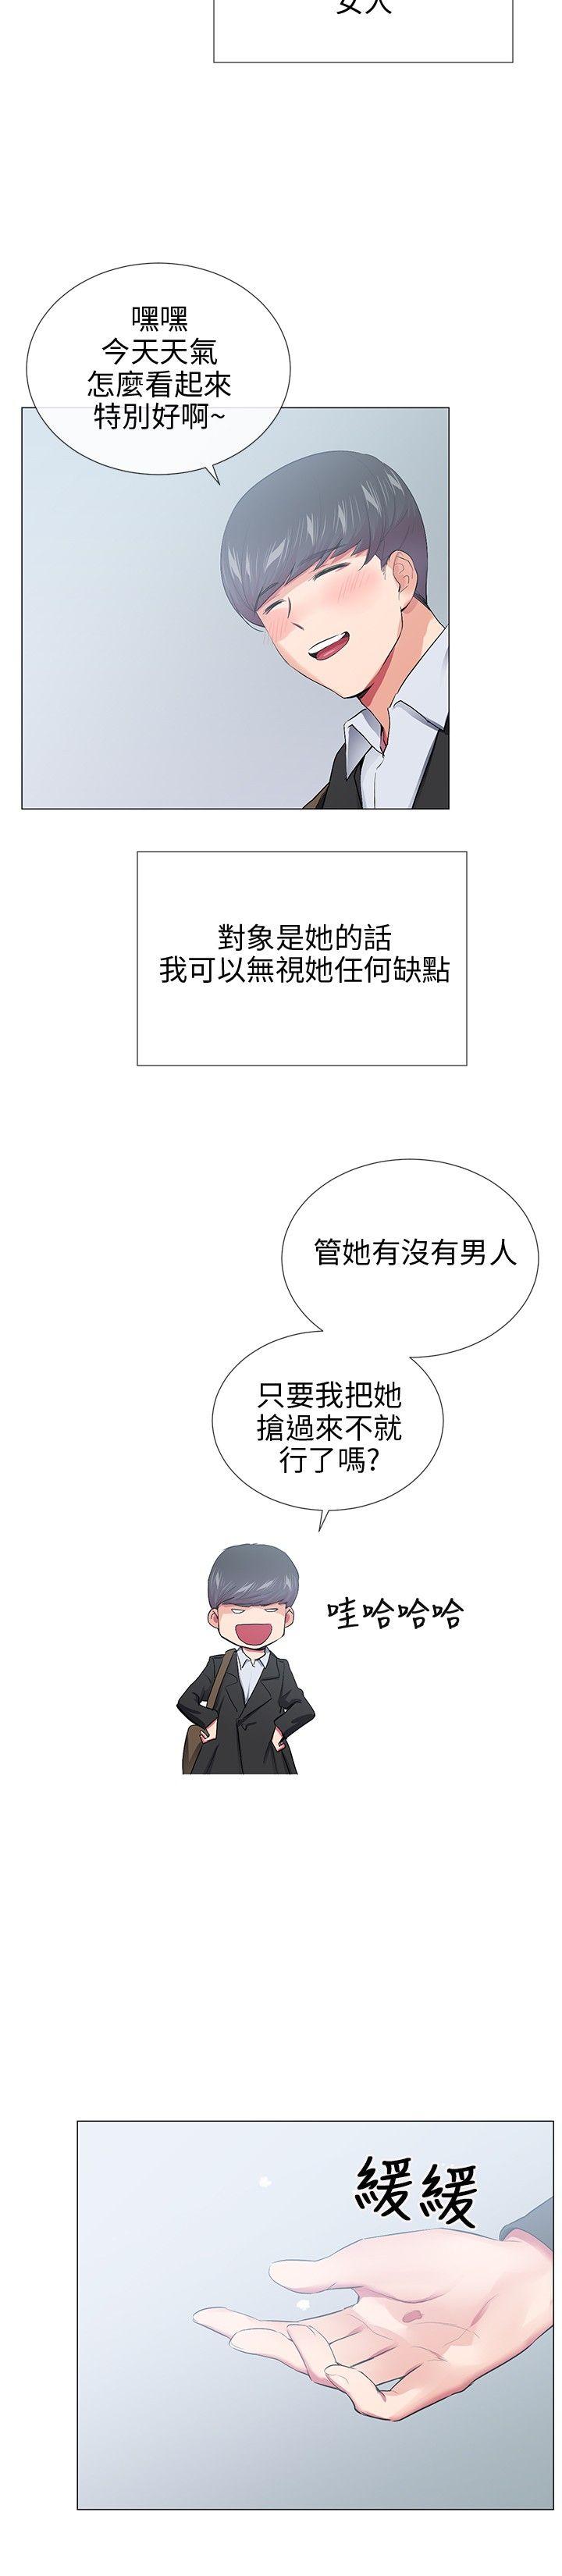 女人
嘿嘿
今天天氣
怎麼看起來
特別好啊~
對象是她的話
我可以無視她任何缺點
管她有沒有男人
只要我把她
搶過來不就
行了嗎?
哇哈哈哈
緩緩